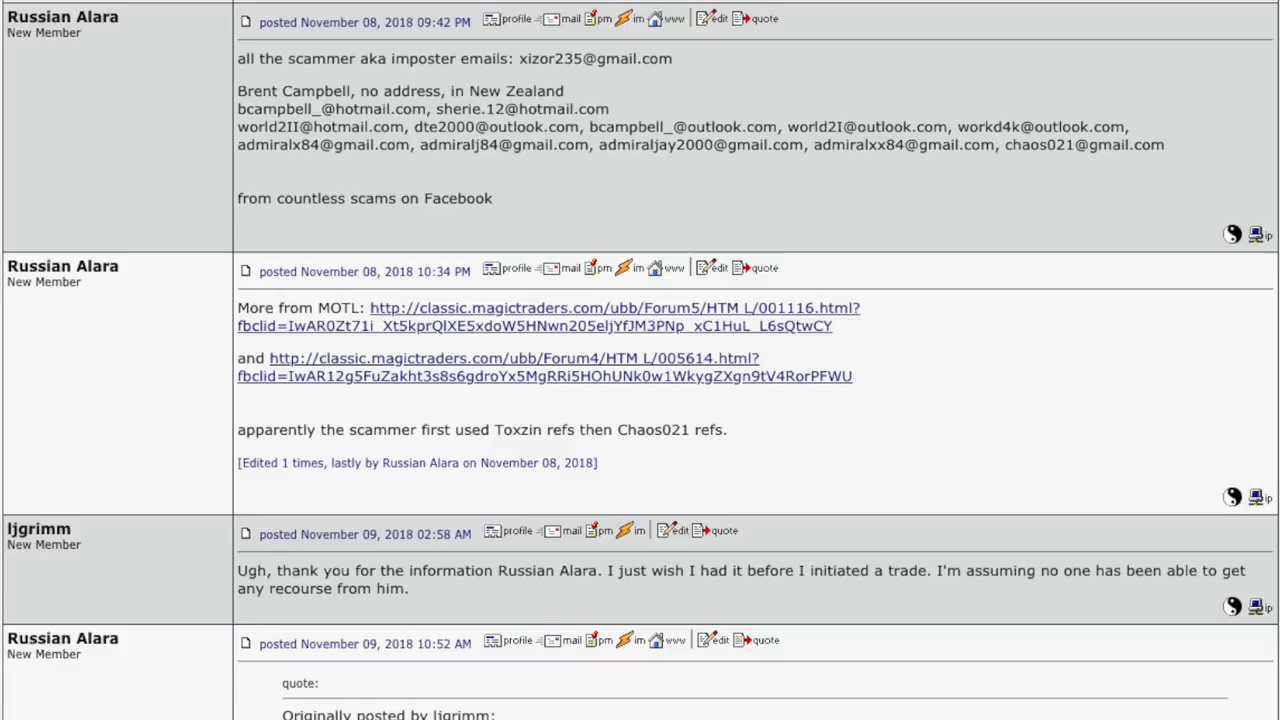 Russian Alara
New Member
posted November 08, 2018 09:42 PM profile mail pm im www edit quote
all the scammer aka imposter emails: xizor235@gmail.com
Brent Campbell, no address, in New Zealand
bcampbell_@hotmail.com, sherie.12@hotmail.com
world2II@hotmail.com, dte2000@outlook.com, bcampbell_@outlook.com, world2I@outlook.com, workd4k@outlook.com,
admiralx84@gmail.com, admiralj84@gmail.com, admiraljay2000@gmail.com, admiralxx84@gmail.com, chaos021@gmail.com
from countless scams on Facebook
ip
Russian Alara
New Member
posted November 08, 2018 10:34 PM profile mail pm im www edit quote
More from MOTL: http://classic.magictraders.com/ubb/Forum5/HTM L/001116.html?
fbclid=IwAR0Zt71i_Xt5kprQlXE5xdoW5HNwn205eljYfJM3PNp_xC1HuL_L6sQtwCY
and http://classic.magictraders.com/ubb/Forum4/HTM L/005614.html?
fbclid=IwAR12g5FuZakht3s8s6gdroYx5MgRRi5HOhUNk0w1WkygZXgn9tV4RorPFWU
apparently the scammer first used Toxzin refs then Chaos021 refs.
[Edited 1 times, lastly by Russian Alara on November 08, 2018]
ip
ljgrimm
New Member
posted November 09, 2018 02:58 AM profile mail pm im edit quote
Ugh, thank you for the information Russian Alara. I just wish I had it before I initiated a trade. I'm assuming no one has been able to get
any recourse from him.
ip
Russian Alara
New Member
posted November 09, 2018 10:52 AM profile mail pm im www edit quote
quote:
Originally posted by ljgrimm: